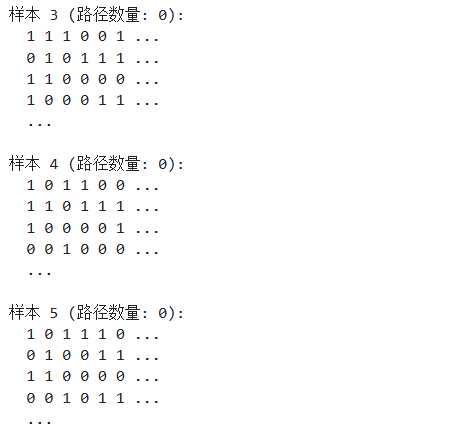 样本 3 (路径数量: 0):
1 1 1 0 0 1 ...
0 1 0 1 1 1 ...
1 1 0 0 0 0 ...
1 0 0 0 1 1 ...
...
样本 4 (路径数量: 0):
1 0 1 1 0 0 ...
1 1 0 1 1 1 ...
1 0 0 0 0 1 ...
0 0 1 0 0 0 ...
...
样本 5 (路径数量: 0):
1 0 1 1 1 0 ...
0 1 0 0 1 1 ...
1 1 0 0 0 0 ...
0 0 1 0 1 1 ...
...